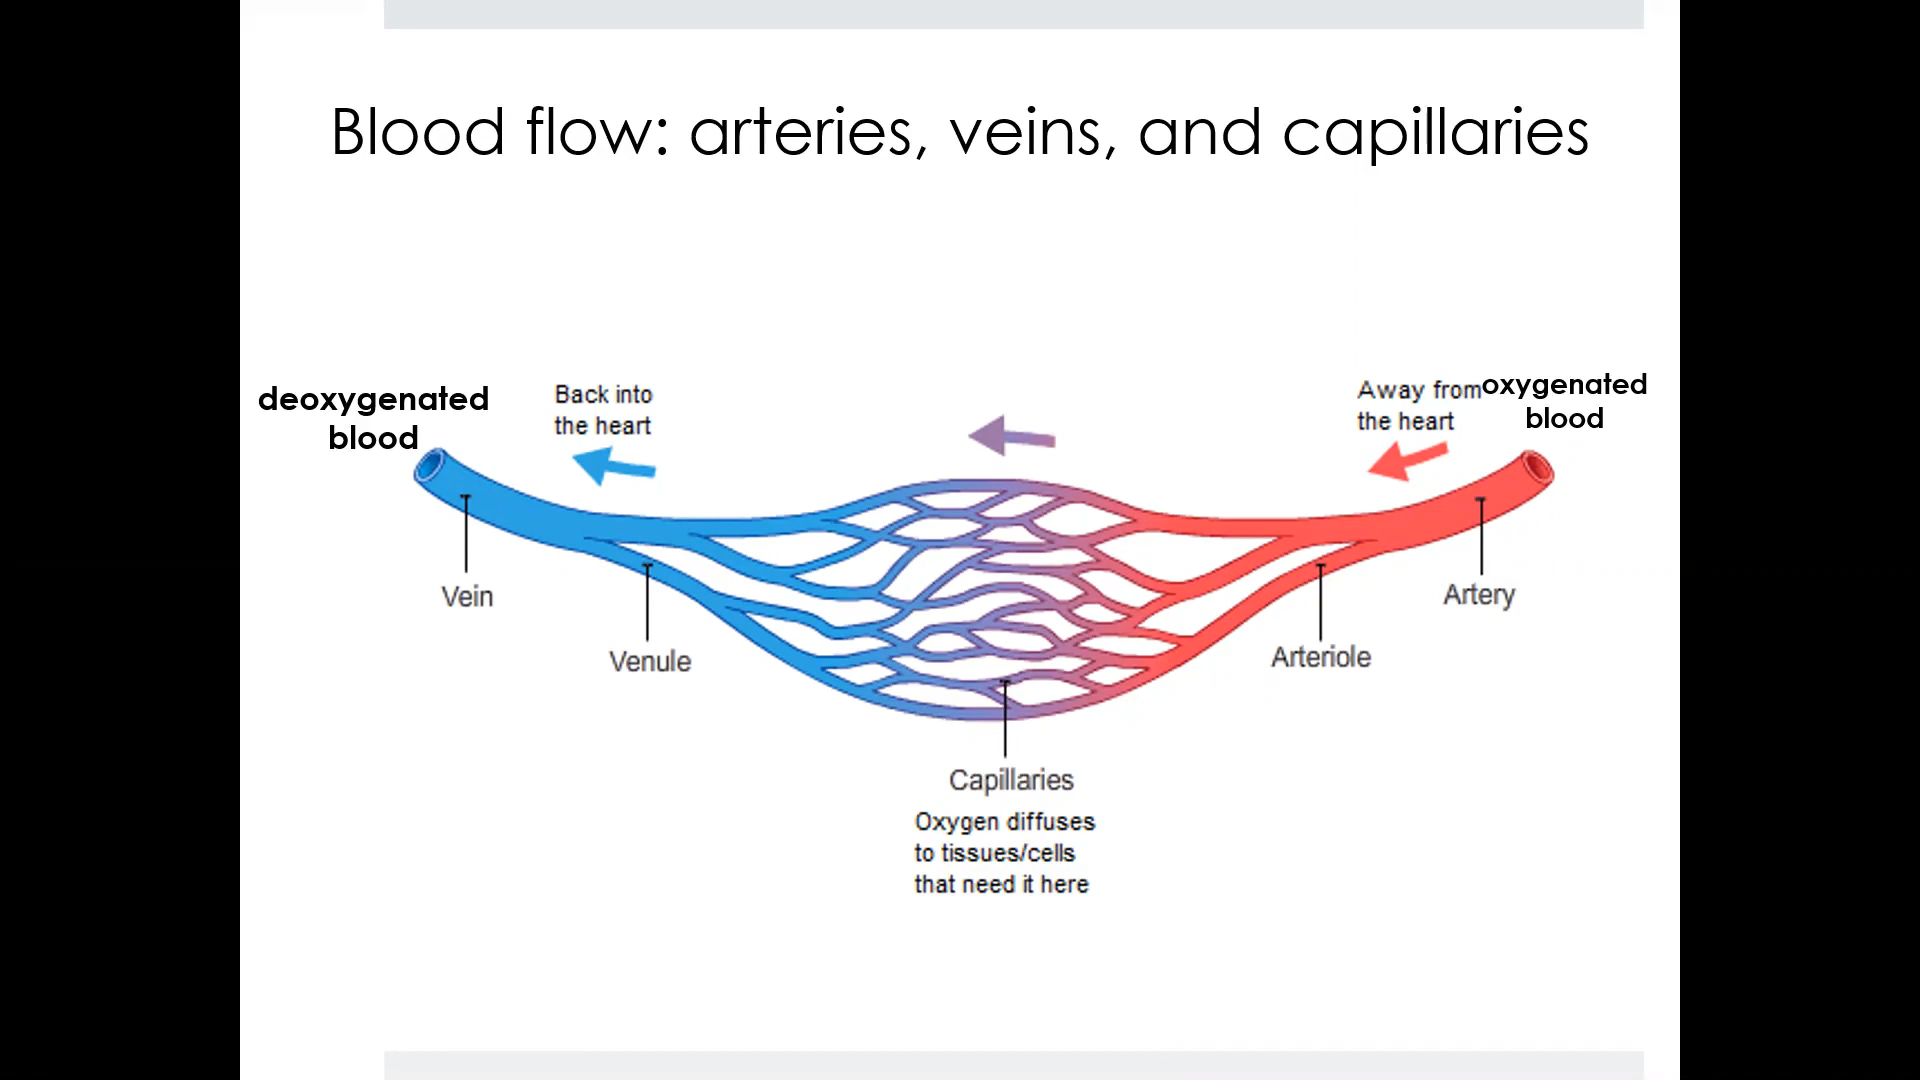 Blood flow: arteries, veins, and capillaries
deoxygenated
blood
Back into
the heart
Away from
the heart
oxygenated
blood
Vein
Venule
Artery
Arteriole
Capillaries
Oxygen diffuses
to tissues/cells
that need it here